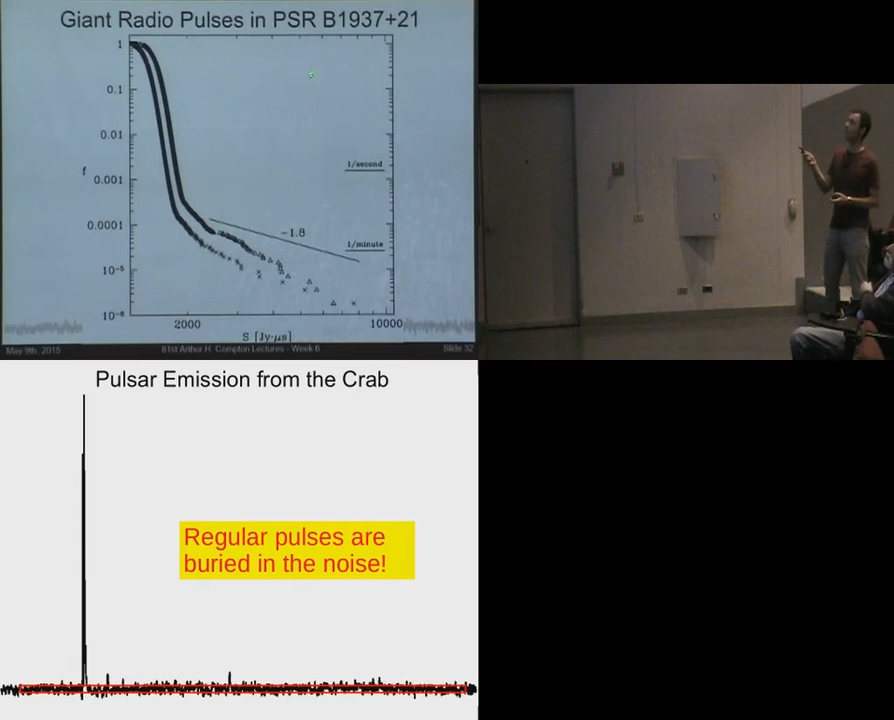 Giant Radio Pulses in PSR B1937+21
1
0.1
0.01
f
0.001
0.0001
10⁻⁵
10⁻⁶
1/second
−1.8
1/minute
2000
10000
S [Jy·μs]
May 9th, 2015
81st Arthur H. Compton Lectures - Week 6
Slide 32
Pulsar Emission from the Crab
Regular pulses are
buried in the noise!